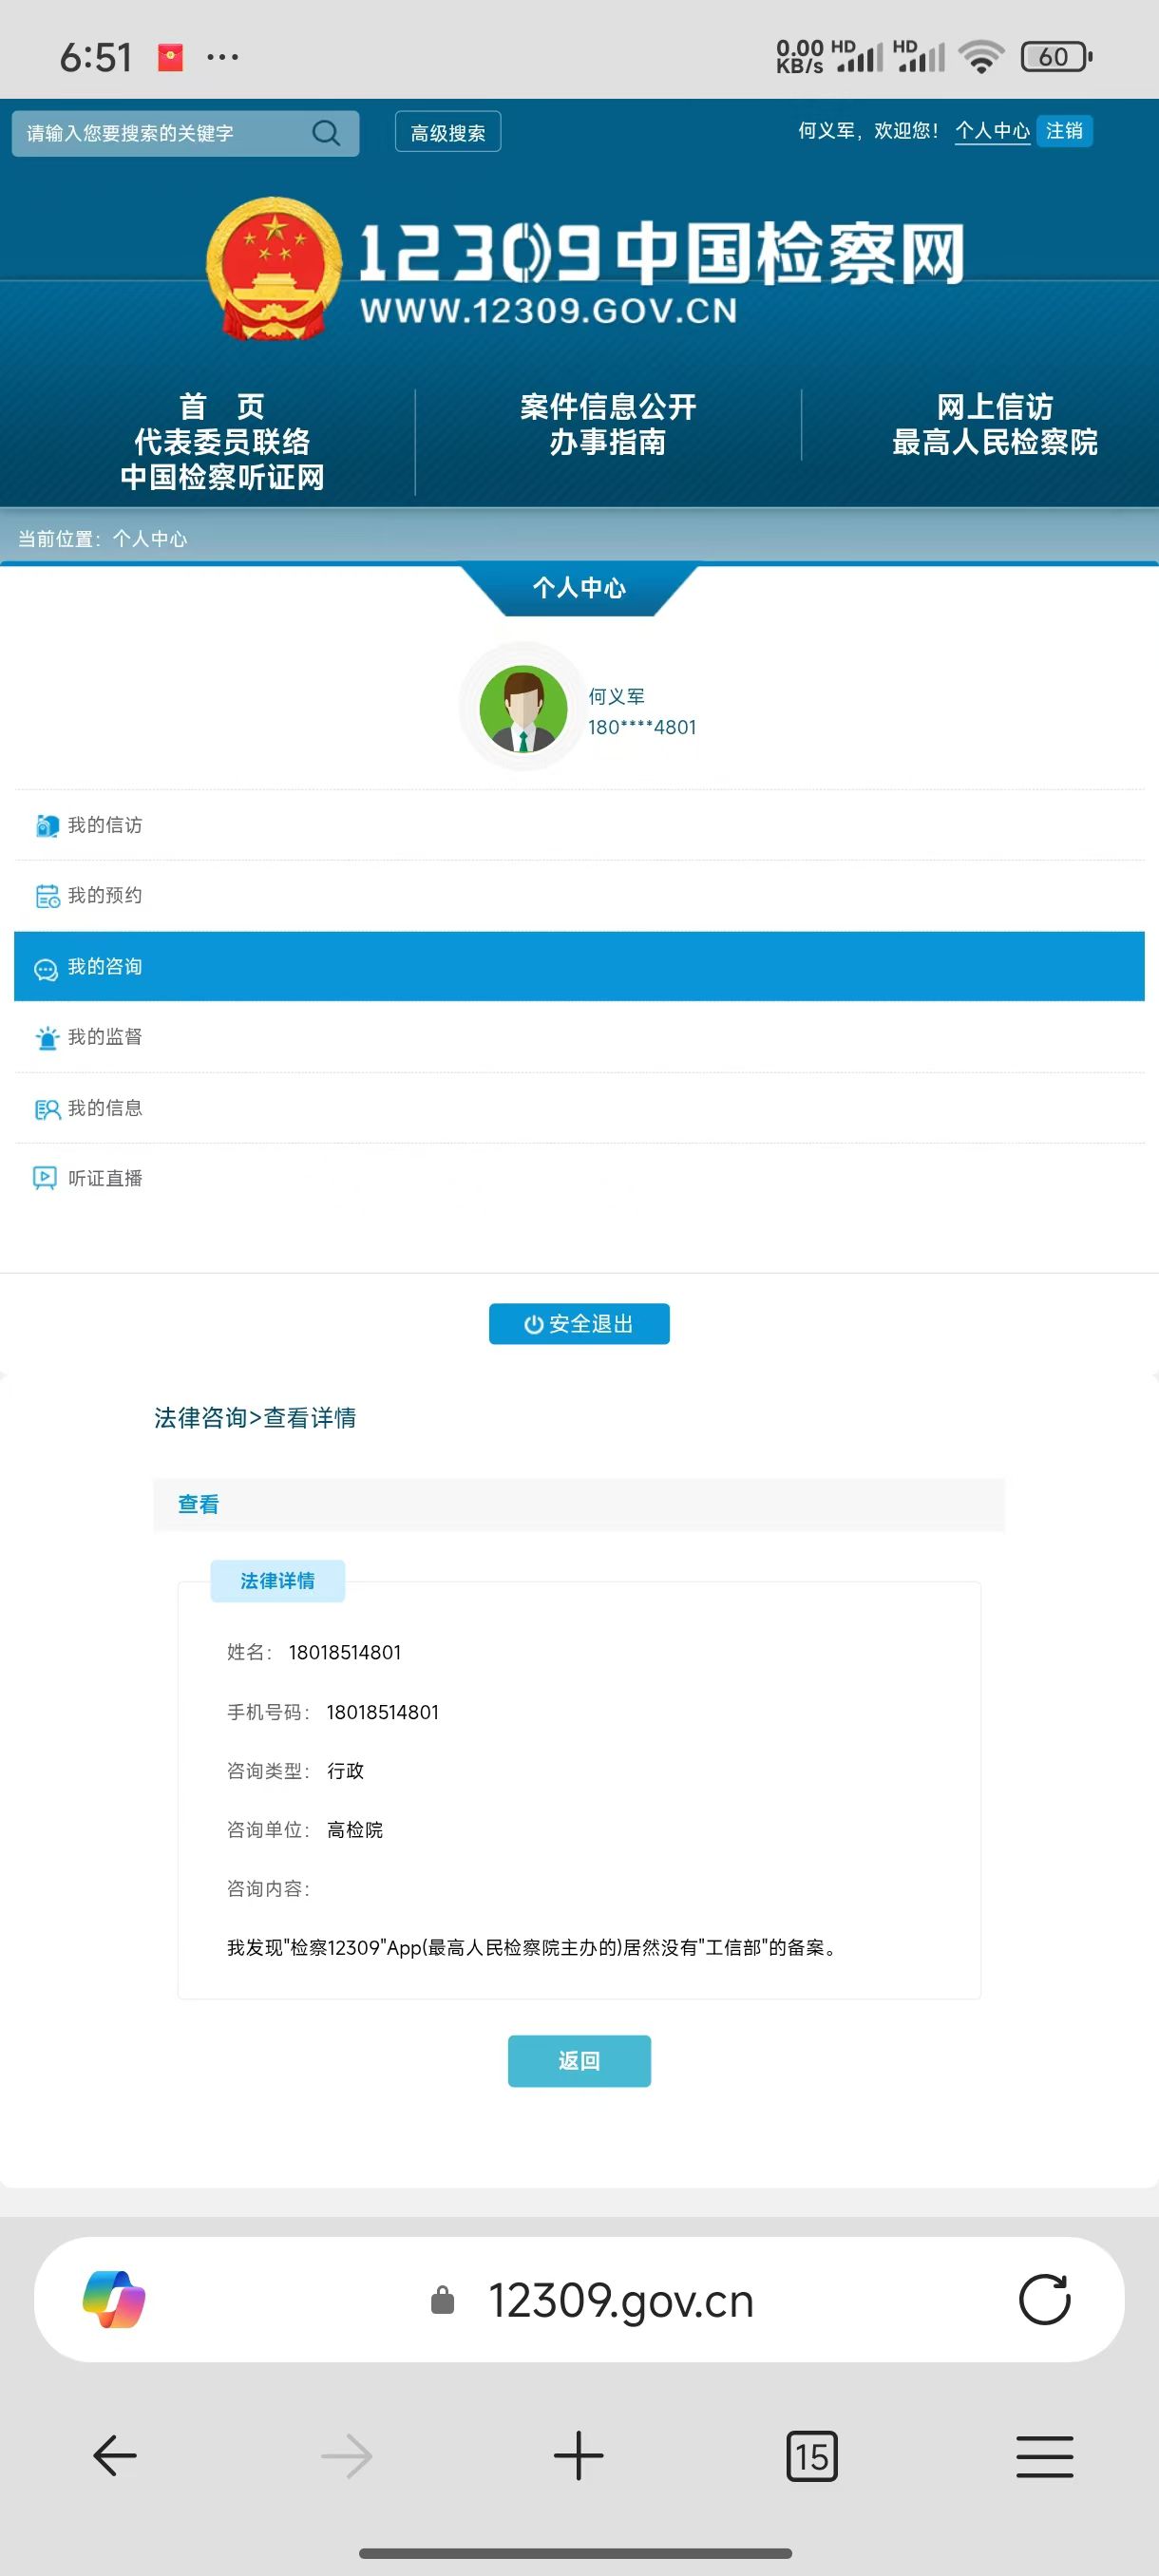 6:51
0.00 KB/s HD HD 60
请输入您要搜索的关键字
高级搜索
何义军，欢迎您！ 个人中心 注销
12309中国检察网
WWW.12309.GOV.CN
首 页 案件信息公开 网上信访
代表委员联络 办事指南 最高人民检察院
中国检察听证网
当前位置：个人中心
个人中心
何义军
180****4801
我的信访
我的预约
我的咨询
我的监督
我的信息
听证直播
安全退出
法律咨询>查看详情
查看
法律详情
姓名： 18018514801
手机号码： 18018514801
咨询类型： 行政
咨询单位： 高检院
咨询内容：
我发现"检察12309"App(最高人民检察院主办的)居然没有"工信部"的备案。
返回
12309.gov.cn
15